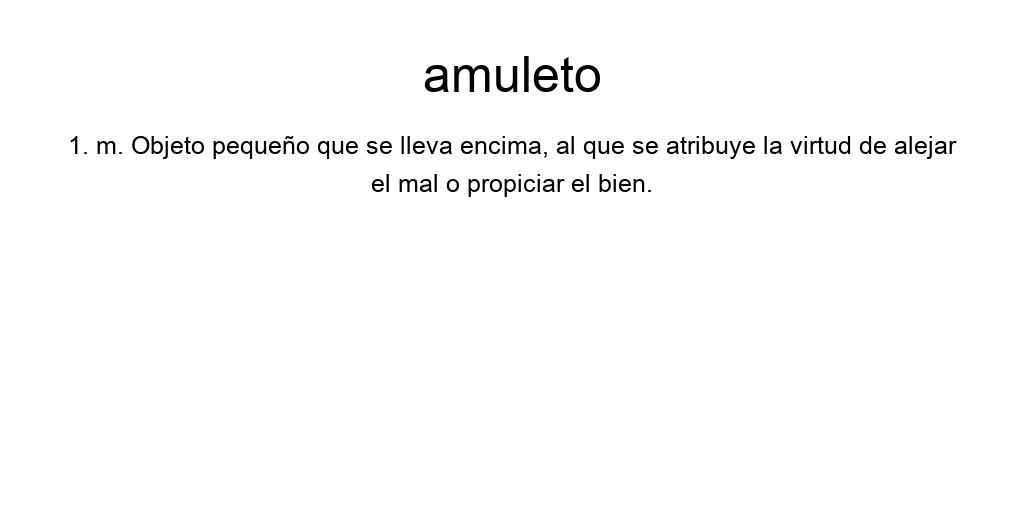 amuleto
1. m. Objeto pequeño que se lleva encima, al que se atribuye la virtud de alejar
el mal o propiciar el bien.